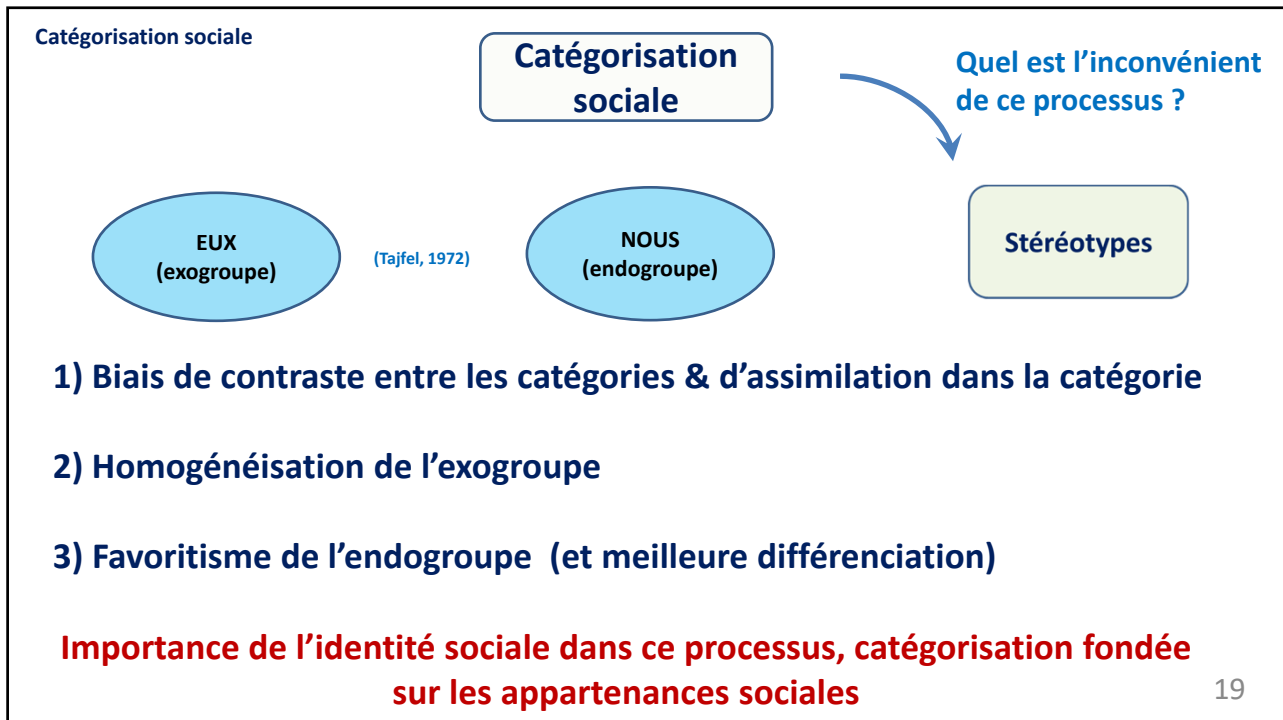 Catégorisation sociale
Catégorisation
sociale
Quel est l’inconvénient
de ce processus ?
EUX
(exogroupe)
(Tajfel, 1972)
NOUS
(endogroupe)
Stéréotypes
1) Biais de contraste entre les catégories & d’assimilation dans la catégorie
2) Homogénéisation de l’exogroupe
3) Favoritisme de l’endogroupe  (et meilleure différenciation)
Importance de l’identité sociale dans ce processus, catégorisation fondée
sur les appartenances sociales
19